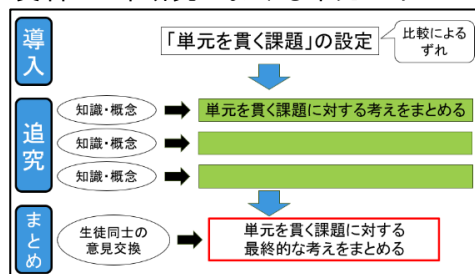 導入
「単元を貫く課題」の設定
比較による
ずれ
追究
知識・概念
単元を貫く課題に対する考えをまとめる
知識・概念
知識・概念
まとめ
生徒同士の
意見交換
単元を貫く課題に対する
最終的な考えをまとめる